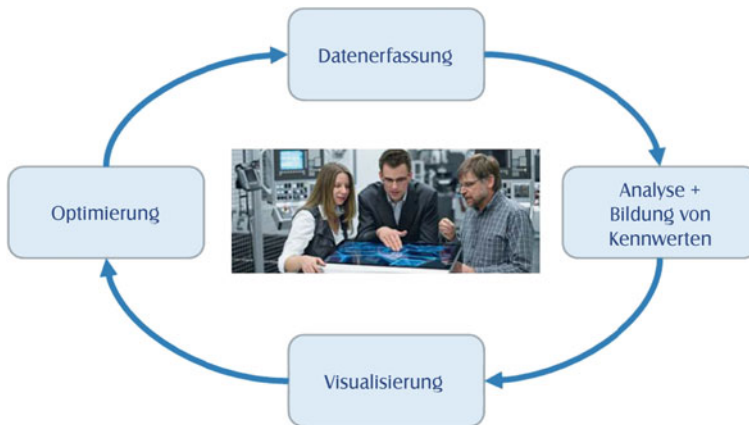 Datenerfassung
Analyse +
Bildung von
Kennwerten
Visualisierung
Optimierung